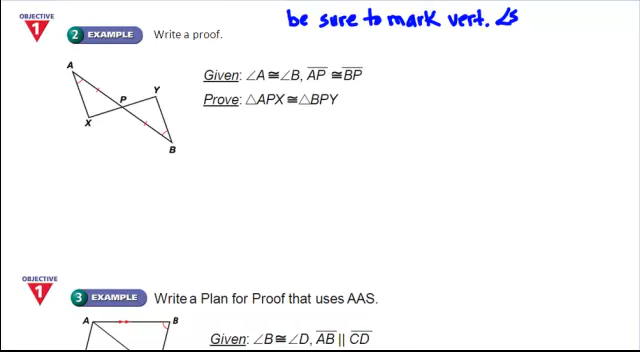 be sure to mark vert. ∠s
OBJECTIVE
1
2 EXAMPLE Write a proof.
A
Given: ∠A ≅ ∠B, AP ≅ BP
Y
P
Prove: △APX ≅ △BPY
X
B
OBJECTIVE
1
3 EXAMPLE Write a Plan for Proof that uses AAS.
A B
Given: ∠B ≅ ∠D, AB || CD